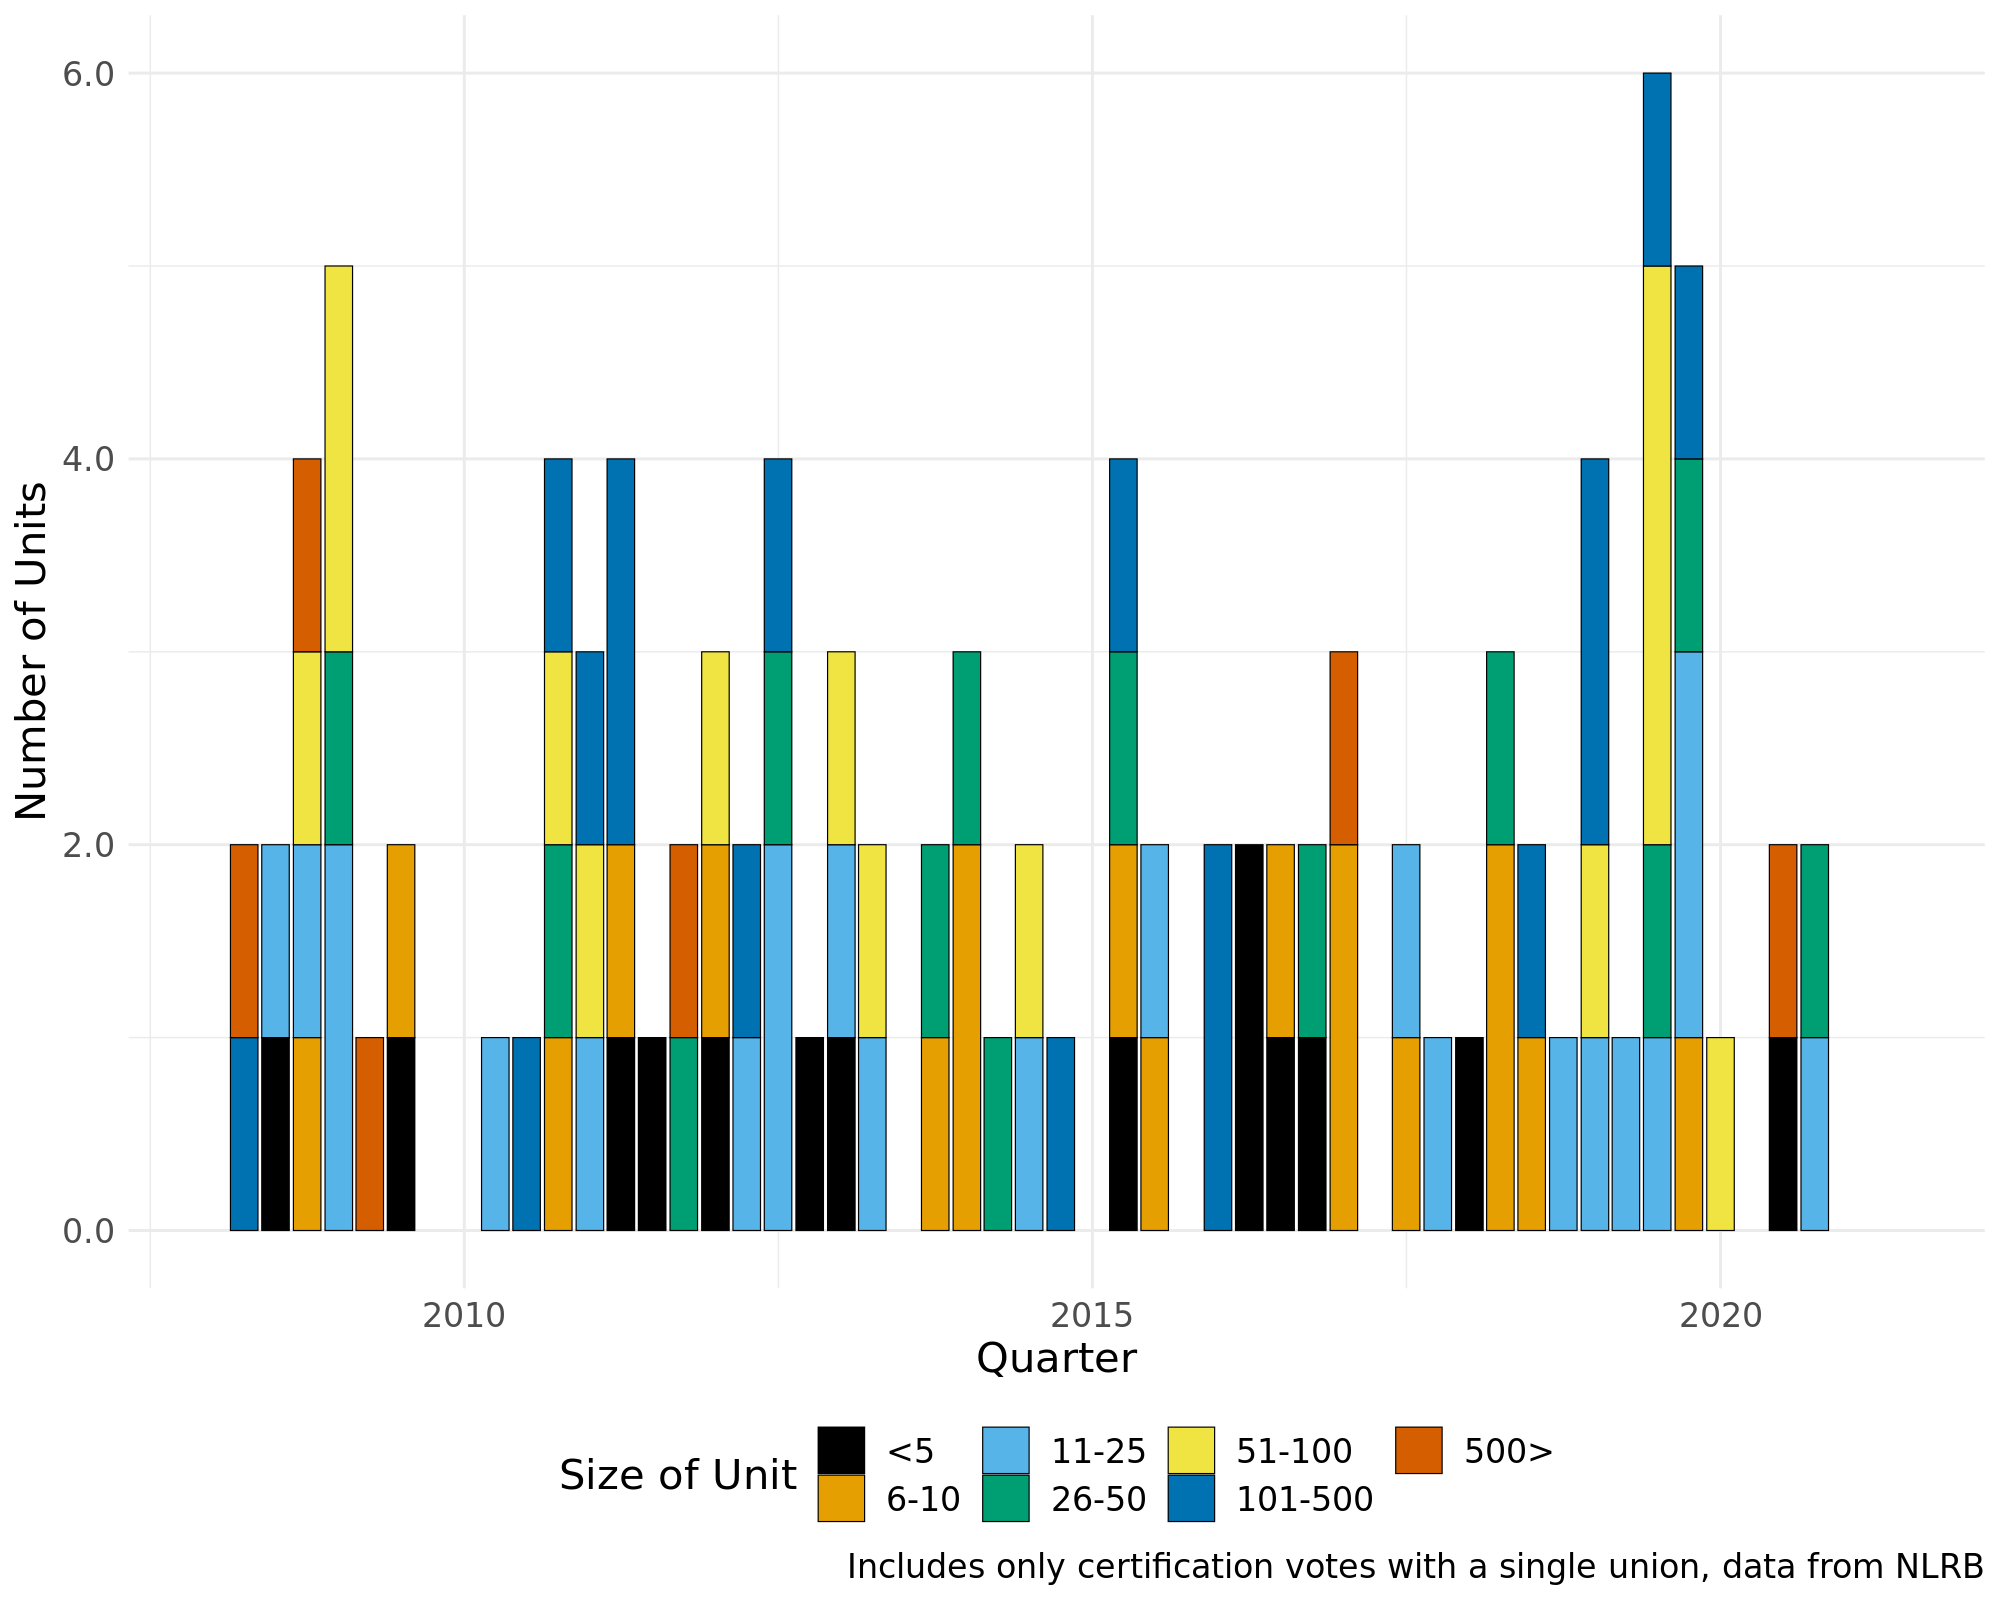 6.0
4.0
2.0
0.0
Number of Units
2010 2015 2020
Quarter
Size of Unit
<5 11-25 51-100 500>
6-10 26-50 101-500
Includes only certification votes with a single union, data from NLRB